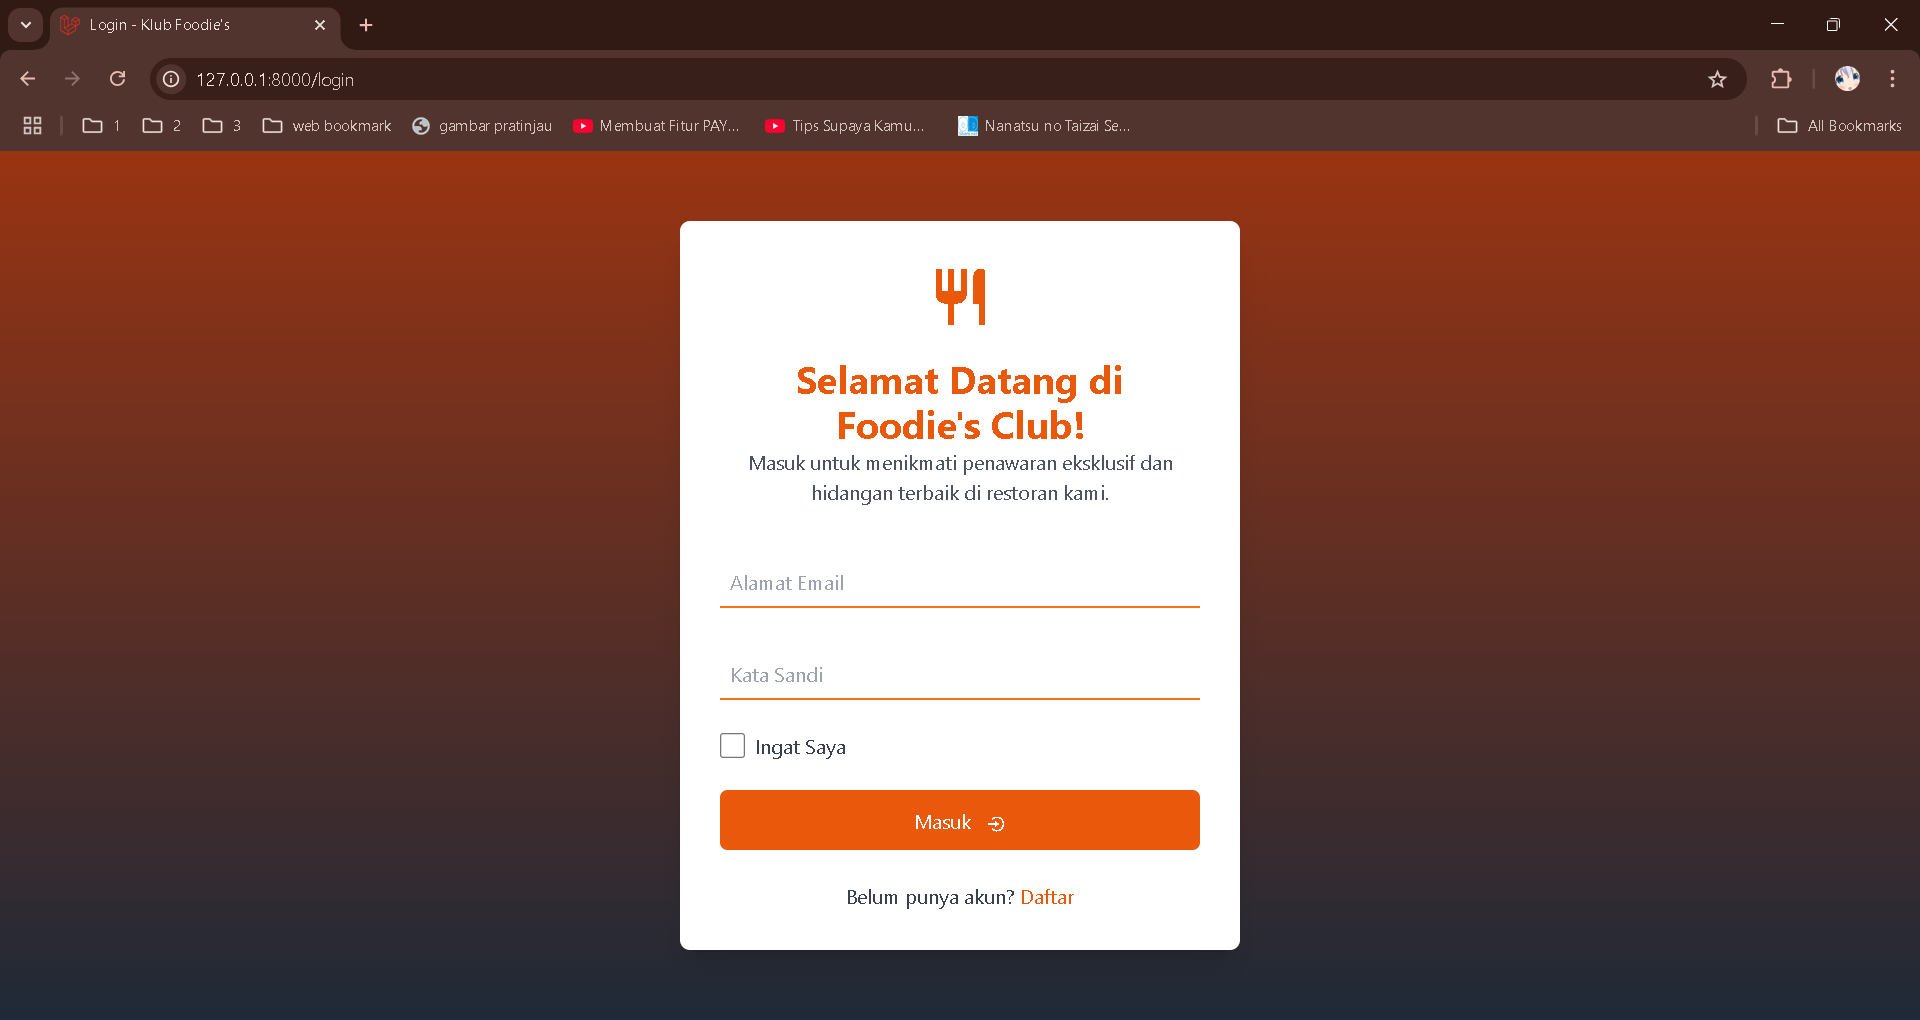 Login - Klub Foodie's
127.0.0.1:8000/login
1 2 3 web bookmark gambar pratinjau Membuat Fitur PAY... Tips Supaya Kamu... Nanatsu no Taizai Se... All Bookmarks
Selamat Datang di
Foodie's Club!
Masuk untuk menikmati penawaran eksklusif dan
hidangan terbaik di restoran kami.
Alamat Email
Kata Sandi
Ingat Saya
Masuk
Belum punya akun? Daftar